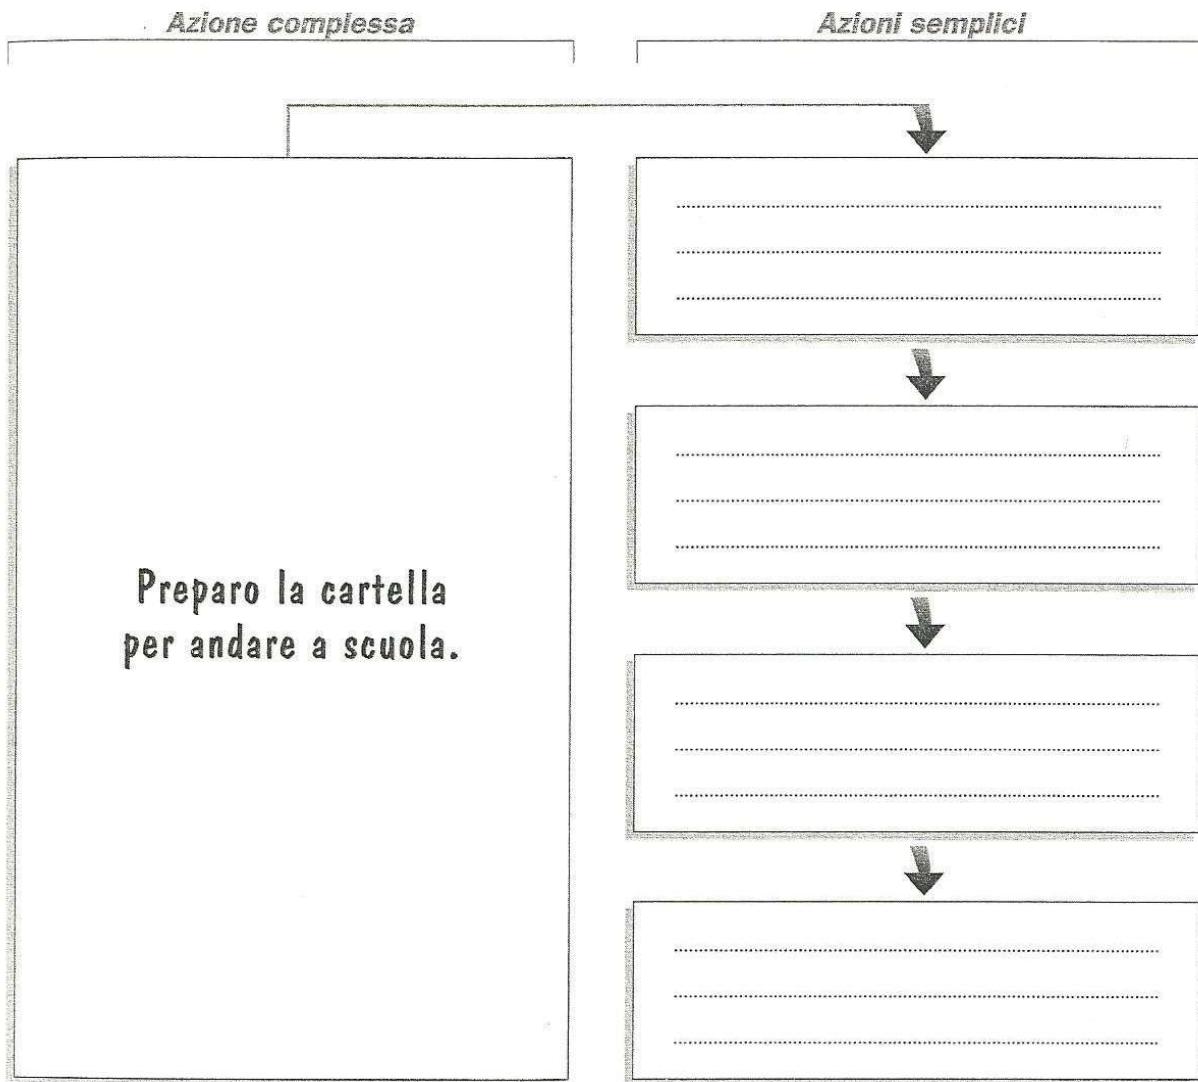 Azione complessa
Azioni semplici
Preparo la cartella
per andare a scuola.